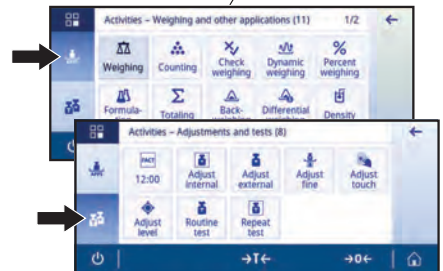 Activities – Weighing and other applications (11) 1/2
Weighing Counting Check weighing Dynamic weighing Percent weighing
Formula- Totaling Back- Differential Density
Activities – Adjustments and tests (8)
FACT
12:00 Adjust internal Adjust external Adjust fine Adjust touch
Adjust level Routine test Repeat test
→T← →0←